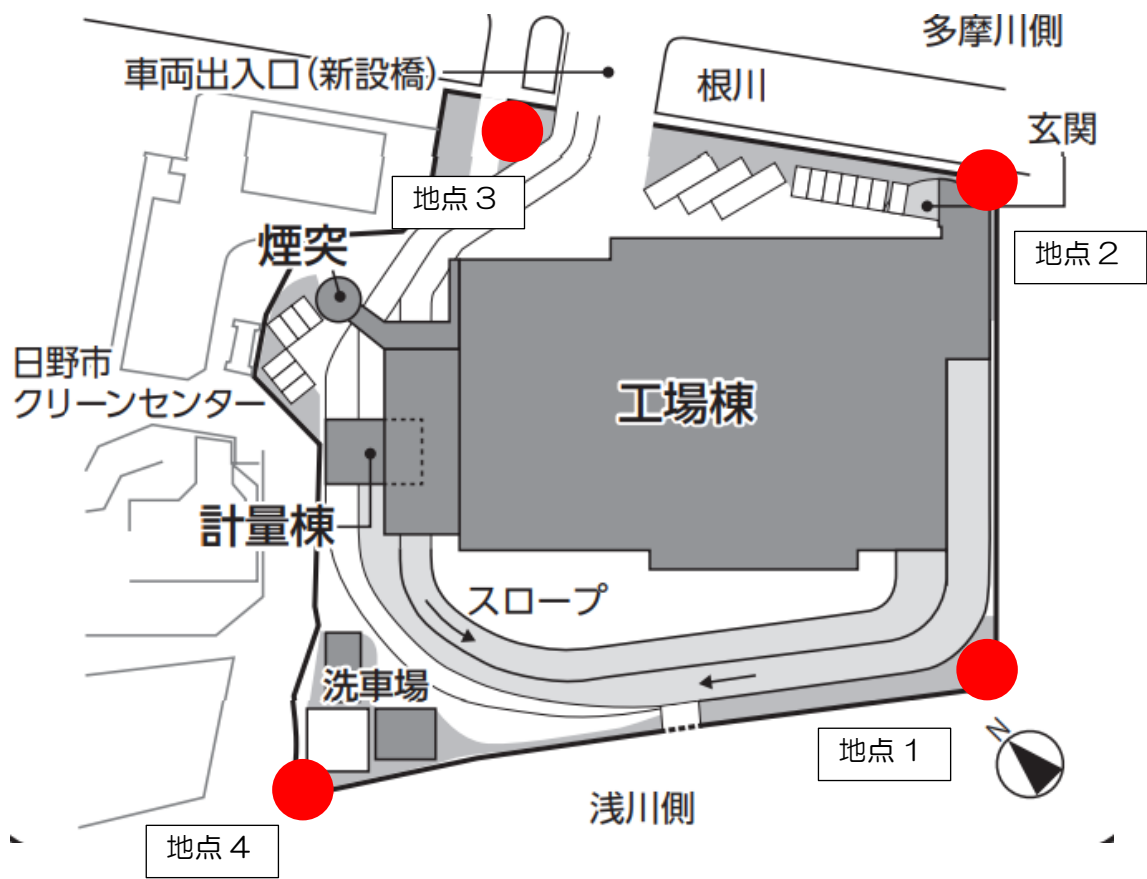 多摩川側
車両出入口(新設橋)
根川
玄関
地点3
地点2
煙突
日野市
クリーンセンター
工場棟
計量棟
スロープ
洗車場
地点1
N
浅川側
地点4